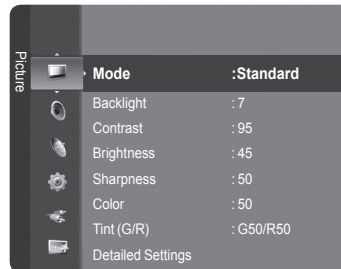 Picture
Mode :Standard
Backlight : 7
Contrast : 95
Brightness : 45
Sharpness : 50
Color : 50
Tint (G/R) : G50/R50
Detailed Settings